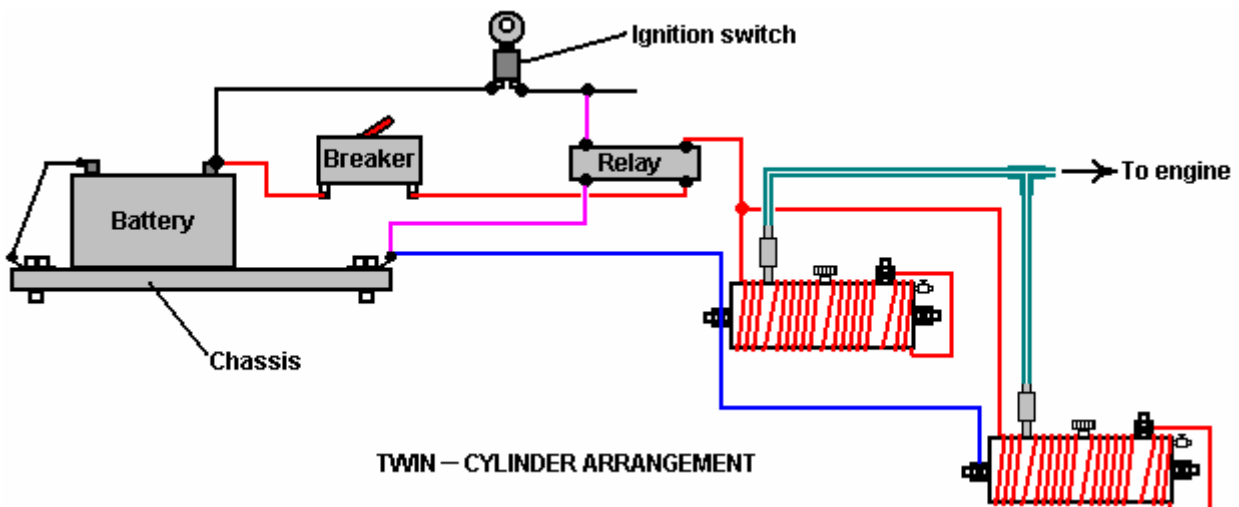 Ignition switch
Breaker
Relay
To engine
Battery
Chassis
TWIN – CYLINDER ARRANGEMENT